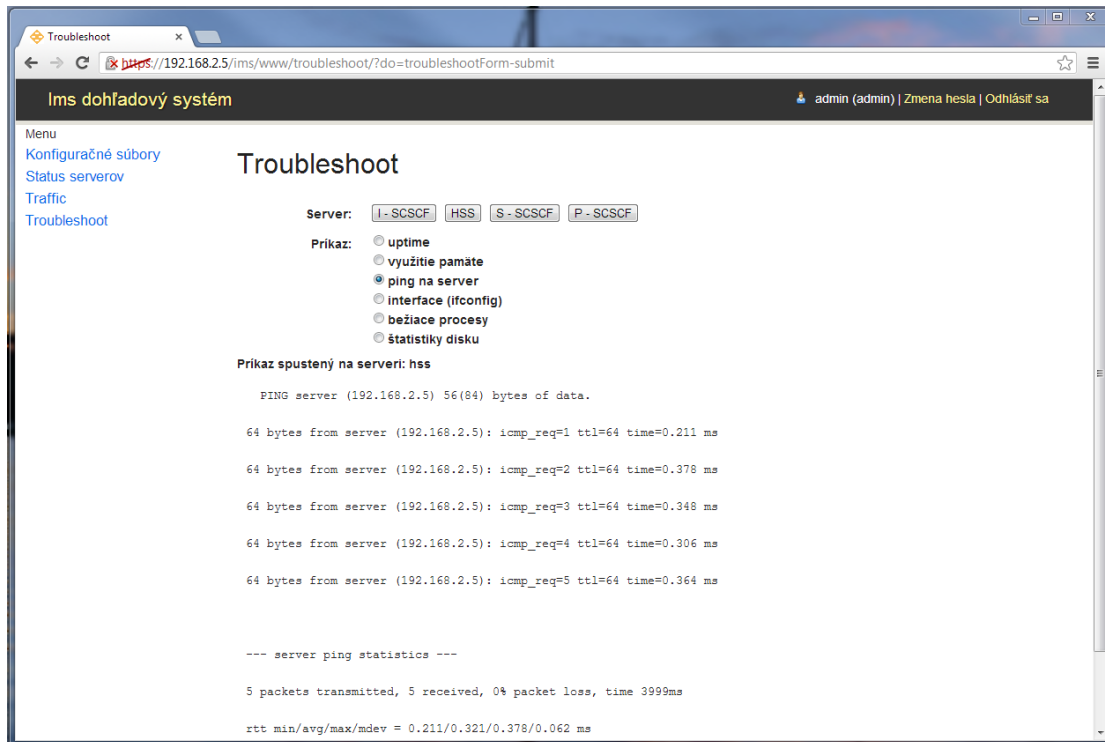 Troubleshoot
https://192.168.2.5/ims/www/troubleshoot/?do=troubleshootForm-submit
Ims dohľadový systém
admin (admin) | Zmena hesla | Odhlásiť sa
Menu
Konfiguračné súbory
Status serverov
Traffic
Troubleshoot
Troubleshoot
Server: I - SCSCF HSS S - SCSCF P - SCSCF
Príkaz: uptime
využitie pamäte
ping na server
interface (ifconfig)
bežiace procesy
štatistiky disku
Príkaz spustený na serveri: hss
PING server (192.168.2.5) 56(84) bytes of data.
64 bytes from server (192.168.2.5): icmp_req=1 ttl=64 time=0.211 ms
64 bytes from server (192.168.2.5): icmp_req=2 ttl=64 time=0.378 ms
64 bytes from server (192.168.2.5): icmp_req=3 ttl=64 time=0.348 ms
64 bytes from server (192.168.2.5): icmp_req=4 ttl=64 time=0.306 ms
64 bytes from server (192.168.2.5): icmp_req=5 ttl=64 time=0.364 ms
--- server ping statistics ---
5 packets transmitted, 5 received, 0% packet loss, time 3999ms
rtt min/avg/max/mdev = 0.211/0.321/0.378/0.062 ms